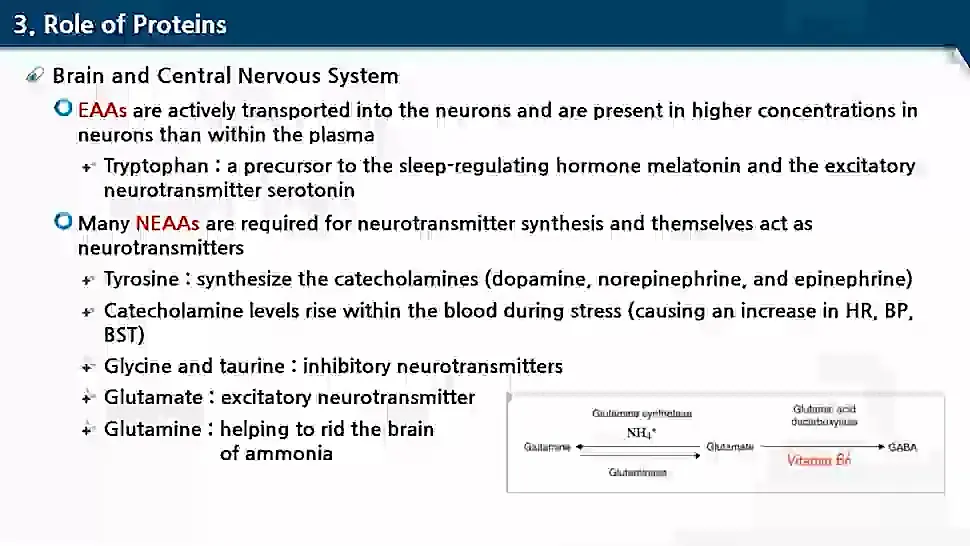 3. Role of Proteins
Brain and Central Nervous System
EAAs are actively transported into the neurons and are present in higher concentrations in
neurons than within the plasma
Tryptophan : a precursor to the sleep-regulating hormone melatonin and the excitatory
neurotransmitter serotonin
Many NEAAs are required for neurotransmitter synthesis and themselves act as
neurotransmitters
Tyrosine : synthesize the catecholamines (dopamine, norepinephrine, and epinephrine)
Catecholamine levels rise within the blood during stress (causing an increase in HR, BP,
BST)
Glycine and taurine : inhibitory neurotransmitters
Glutamate : excitatory neurotransmitter
Glutamine : helping to rid the brain
of ammonia
Glutamine synthetase
NH₄⁺
Glutamine
Glutaminase
Glutamate
Glutamic acid
decarboxylase
Vitamin B6
GABA